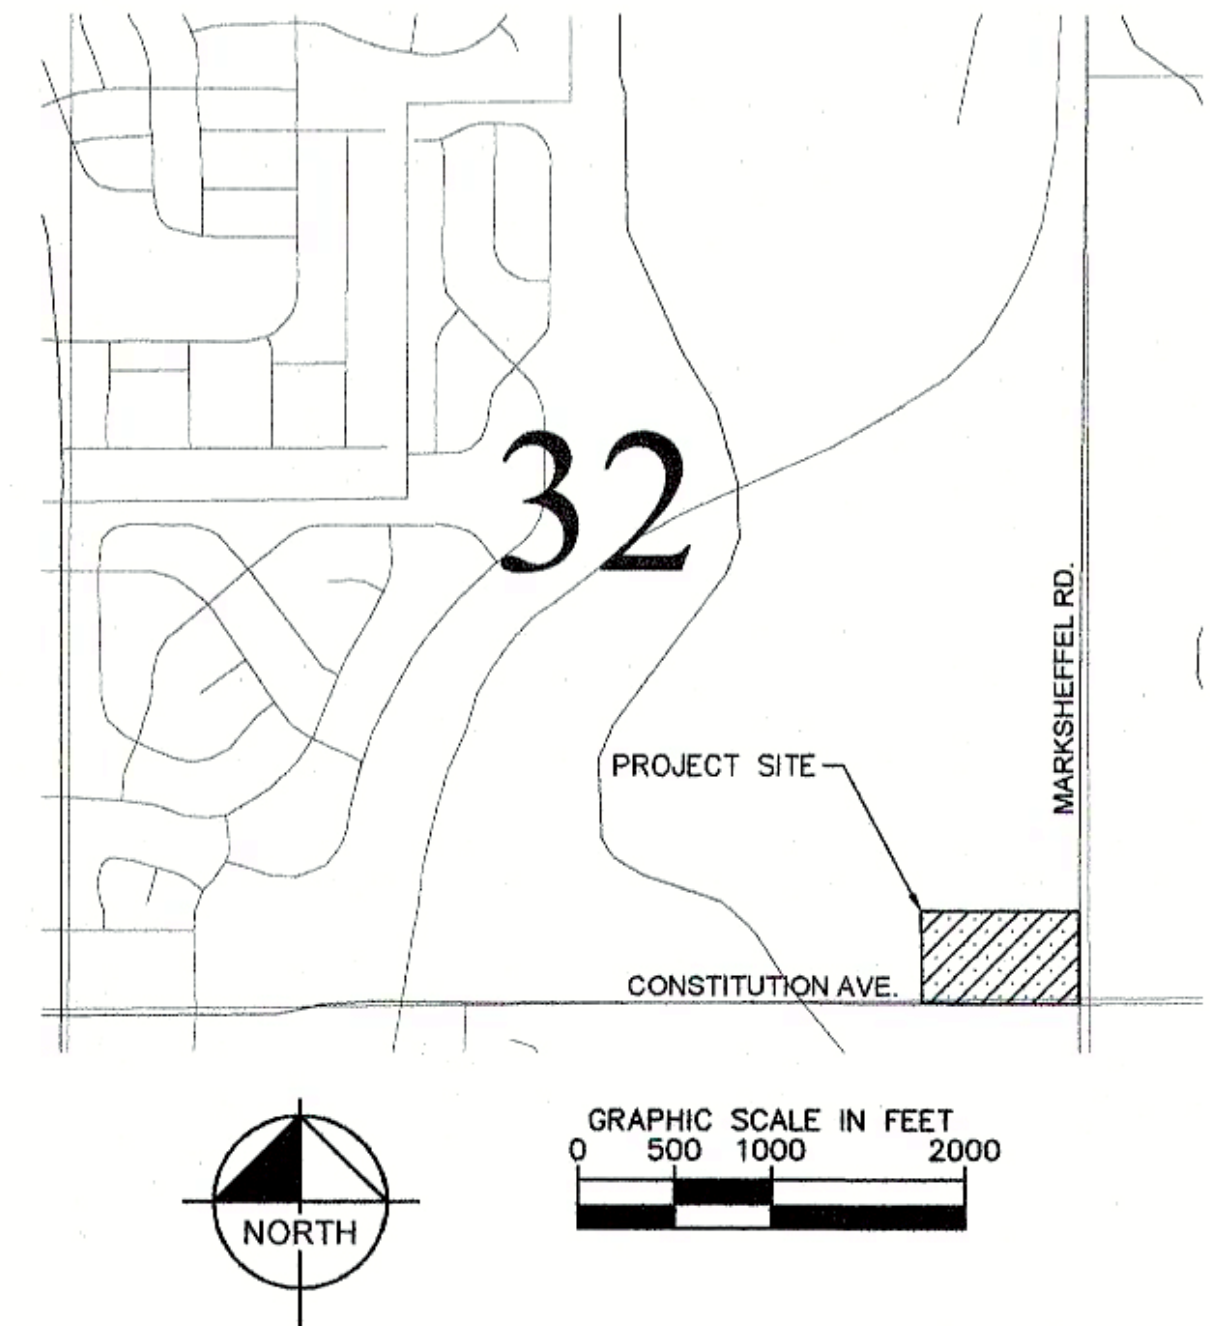 32
MARKSHEFFEL RD.
PROJECT SITE
CONSTITUTION AVE.
NORTH
GRAPHIC SCALE IN FEET
0 500 1000 2000